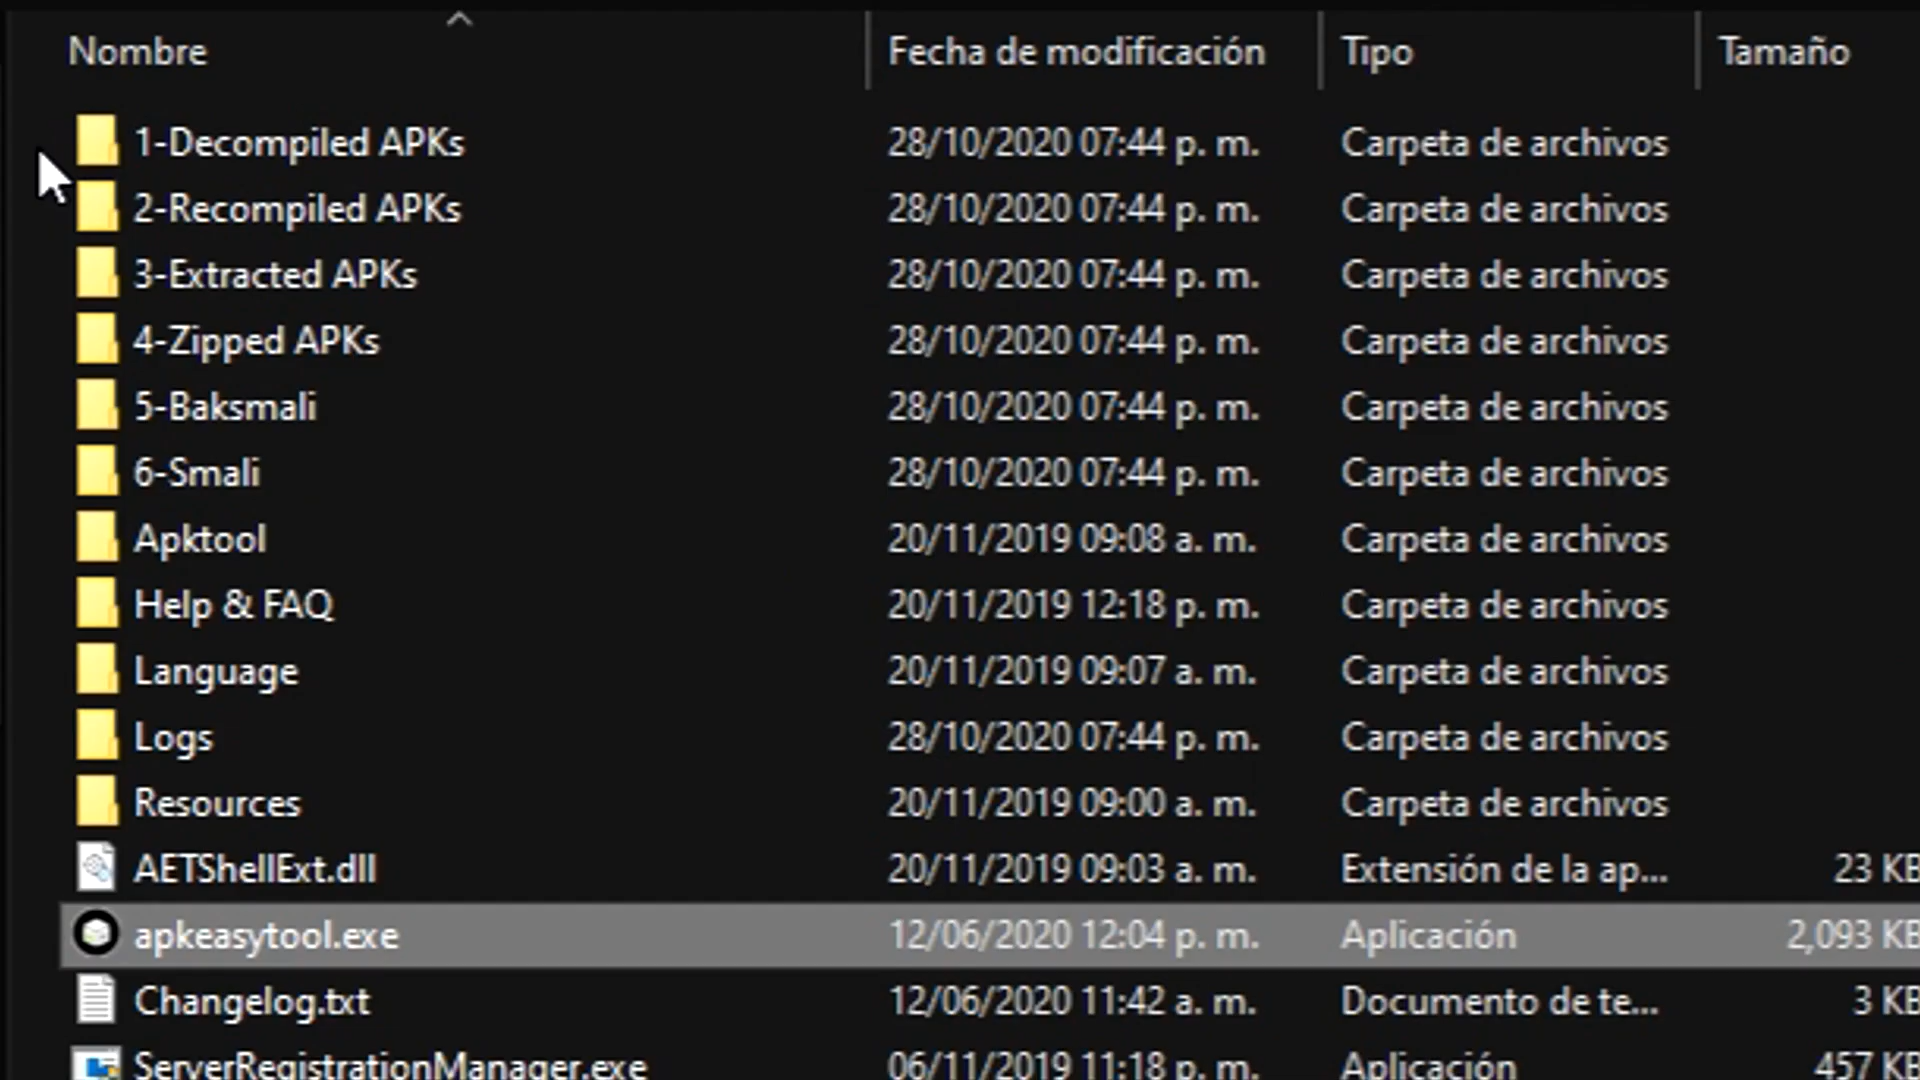 Nombre Fecha de modificación Tipo Tamaño
1-Decompiled APKs 28/10/2020 07:44 p. m. Carpeta de archivos
2-Recompiled APKs 28/10/2020 07:44 p. m. Carpeta de archivos
3-Extracted APKs 28/10/2020 07:44 p. m. Carpeta de archivos
4-Zipped APKs 28/10/2020 07:44 p. m. Carpeta de archivos
5-Baksmali 28/10/2020 07:44 p. m. Carpeta de archivos
6-Smali 28/10/2020 07:44 p. m. Carpeta de archivos
Apktool 20/11/2019 09:08 a. m. Carpeta de archivos
Help & FAQ 20/11/2019 12:18 p. m. Carpeta de archivos
Language 20/11/2019 09:07 a. m. Carpeta de archivos
Logs 28/10/2020 07:44 p. m. Carpeta de archivos
Resources 20/11/2019 09:00 a. m. Carpeta de archivos
AETShellExt.dll 20/11/2019 09:03 a. m. Extensión de la ap... 23 KB
apkeasytool.exe 12/06/2020 12:04 p. m. Aplicación 2,093 KB
Changelog.txt 12/06/2020 11:42 a. m. Documento de te... 3 KB
ServerRegistrationManager.exe 06/11/2019 11:18 p. m. Aplicación 457 KB